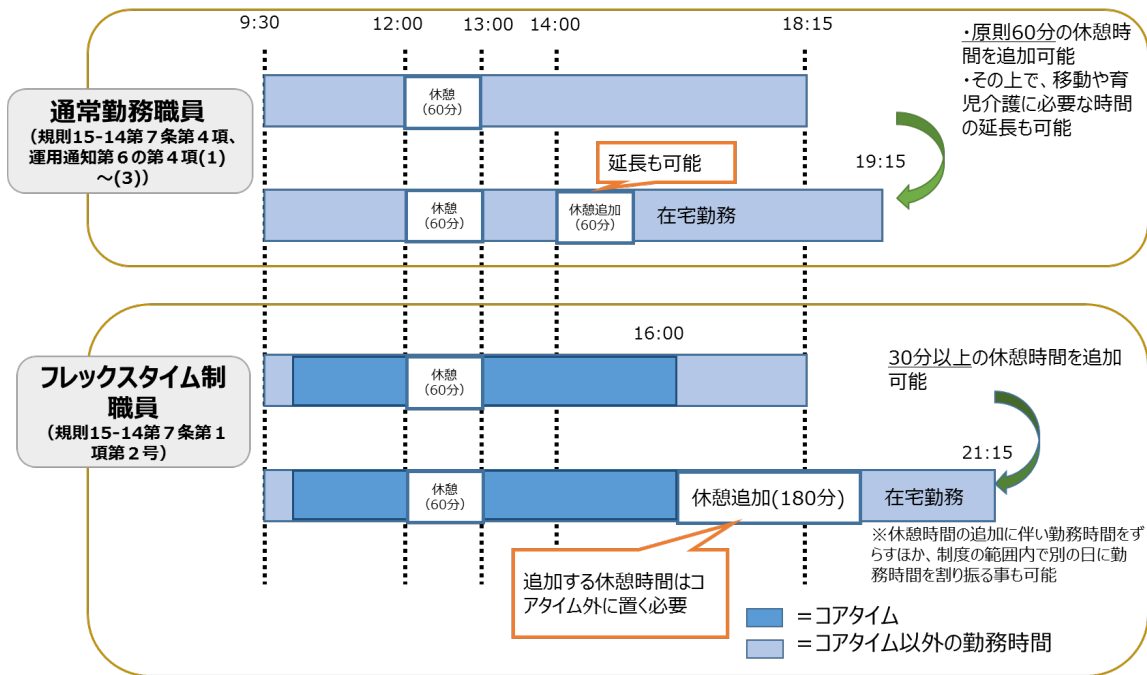 9:30
12:00
13:00
14:00
18:15
・原則60分の休憩時
間を追加可能
・その上で、移動や育
児介護に必要な時間
の延長も可能
通常勤務職員
（規則15-14第７条第４項、
運用通知第６の第４項(1)
～(3)）
休憩
(60分)
延長も可能
19:15
休憩
(60分)
休憩追加
(60分)
在宅勤務
16:00
フレックスタイム制
職員
（規則15-14第７条第１
項第２号）
休憩
(60分)
30分以上の休憩時間を追加
可能
21:15
休憩
(60分)
休憩追加(180分)
在宅勤務
※休憩時間の追加に伴い勤務時間をず
らすほか、制度の範囲内で別の日に勤
務時間を割り振る事も可能
追加する休憩時間はコ
アタイム外に置く必要
＝コアタイム
＝コアタイム以外の勤務時間